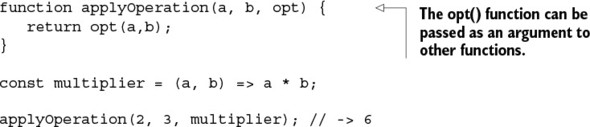 function applyOperation(a, b, opt) {
   return opt(a,b);
}
The opt() function can be
passed as an argument to
other functions.
const multiplier = (a, b) => a * b;
applyOperation(2, 3, multiplier); // -> 6